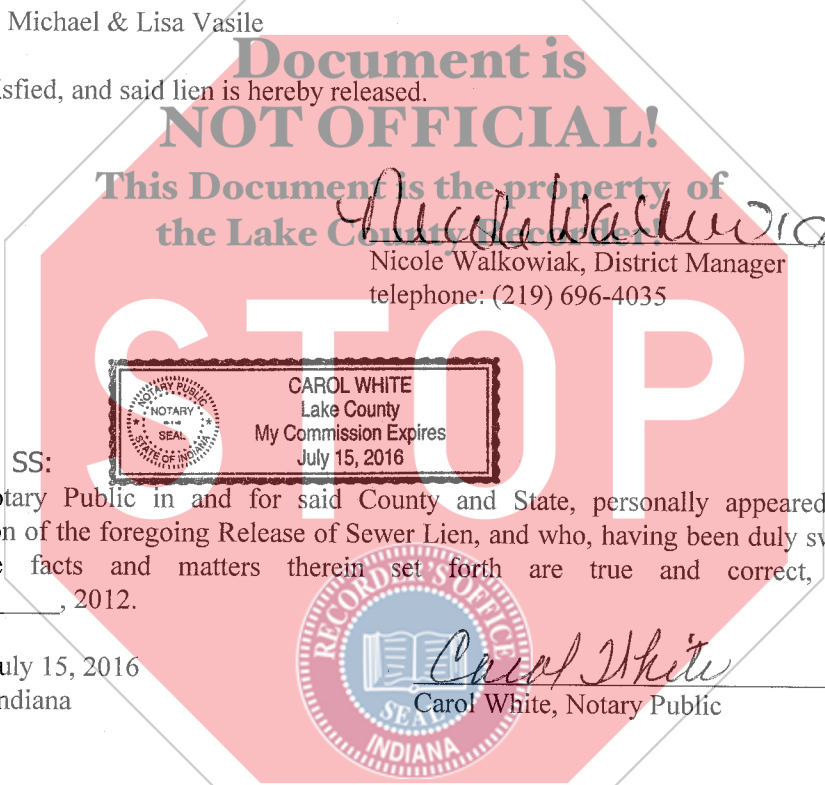 Michael & Lisa Vasile
Document is
sfied, and said lien is hereby released.
NOT OFFICIAL!
This Document is the property of
the Lake County Recorder!
Nicole Walkowiak
Nicole Walkowiak, District Manager
telephone: (219) 696-4035
STOP
NOTARY PUBLIC
NOTARY
SEAL
STATE OF INDIANA
CAROL WHITE
Lake County
My Commission Expires
July 15, 2016
SS:
otary Public in and for said County and State, personally appeared
on of the foregoing Release of Sewer Lien, and who, having been duly sw
e facts and matters therein set forth are true and correct,
, 2012.
RECORDER'S OFFICE
SEAL
INDIANA
uly 15, 2016
ndiana
Carol White
Carol White, Notary Public